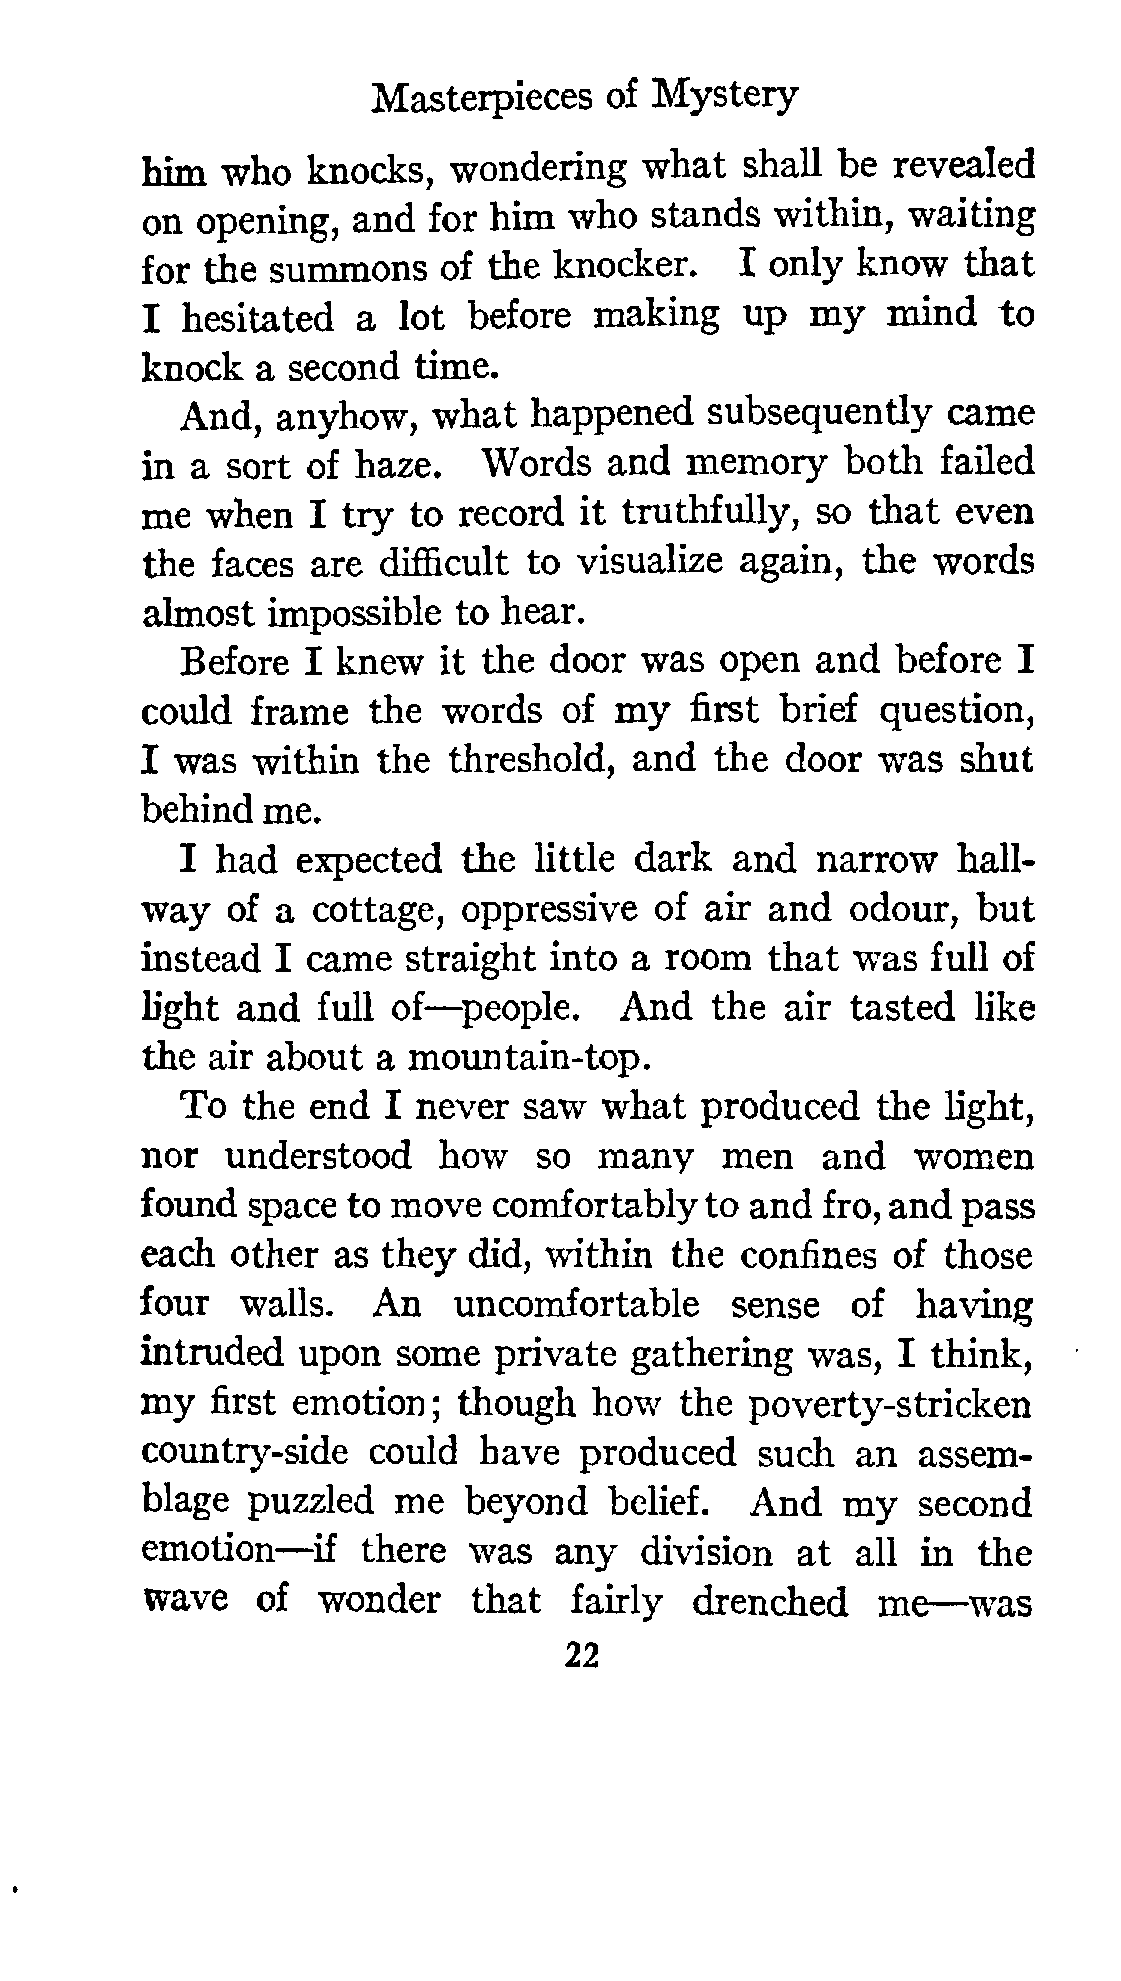 Masterpieces of Mystery
him who knocks, wondering what shall be revealed
on opening, and for him who stands within, waiting
for the summons of the knocker. I only know that
I hesitated a lot before making up my mind to
knock a second time.
And, anyhow, what happened subsequently came
in a sort of haze. Words and memory both failed
me when I try to record it truthfully, so that even
the faces are difficult to visualize again, the words
almost impossible to hear.
Before I knew it the door was open and before I
could frame the words of my first brief question,
I was within the threshold, and the door was shut
behind me.
I had expected the little dark and narrow hall-
way of a cottage, oppressive of air and odour, but
instead I came straight into a room that was full of
light and full of—people. And the air tasted like
the air about a mountain-top.
To the end I never saw what produced the light,
nor understood how so many men and women
found space to move comfortably to and fro, and pass
each other as they did, within the confines of those
four walls. An uncomfortable sense of having
intruded upon some private gathering was, I think,
my first emotion; though how the poverty-stricken
country-side could have produced such an assem-
blage puzzled me beyond belief. And my second
emotion—if there was any division at all in the
wave of wonder that fairly drenched me—was
22